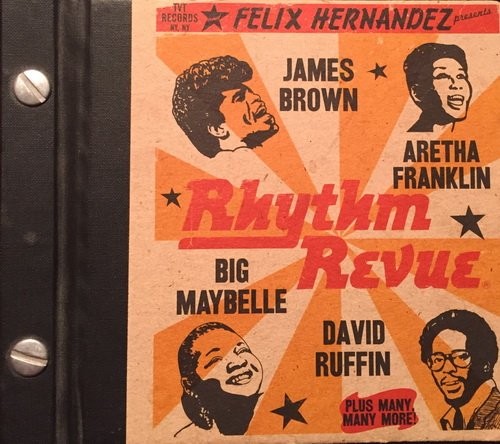 TVT
RECORDS
NY, NY
FELIX HERNANDEZ presents
JAMES
BROWN
ARETHA
FRANKLIN
Rhythm
Revue
BIG
MAYBELLE
DAVID
RUFFIN
PLUS MANY,
MANY MORE!